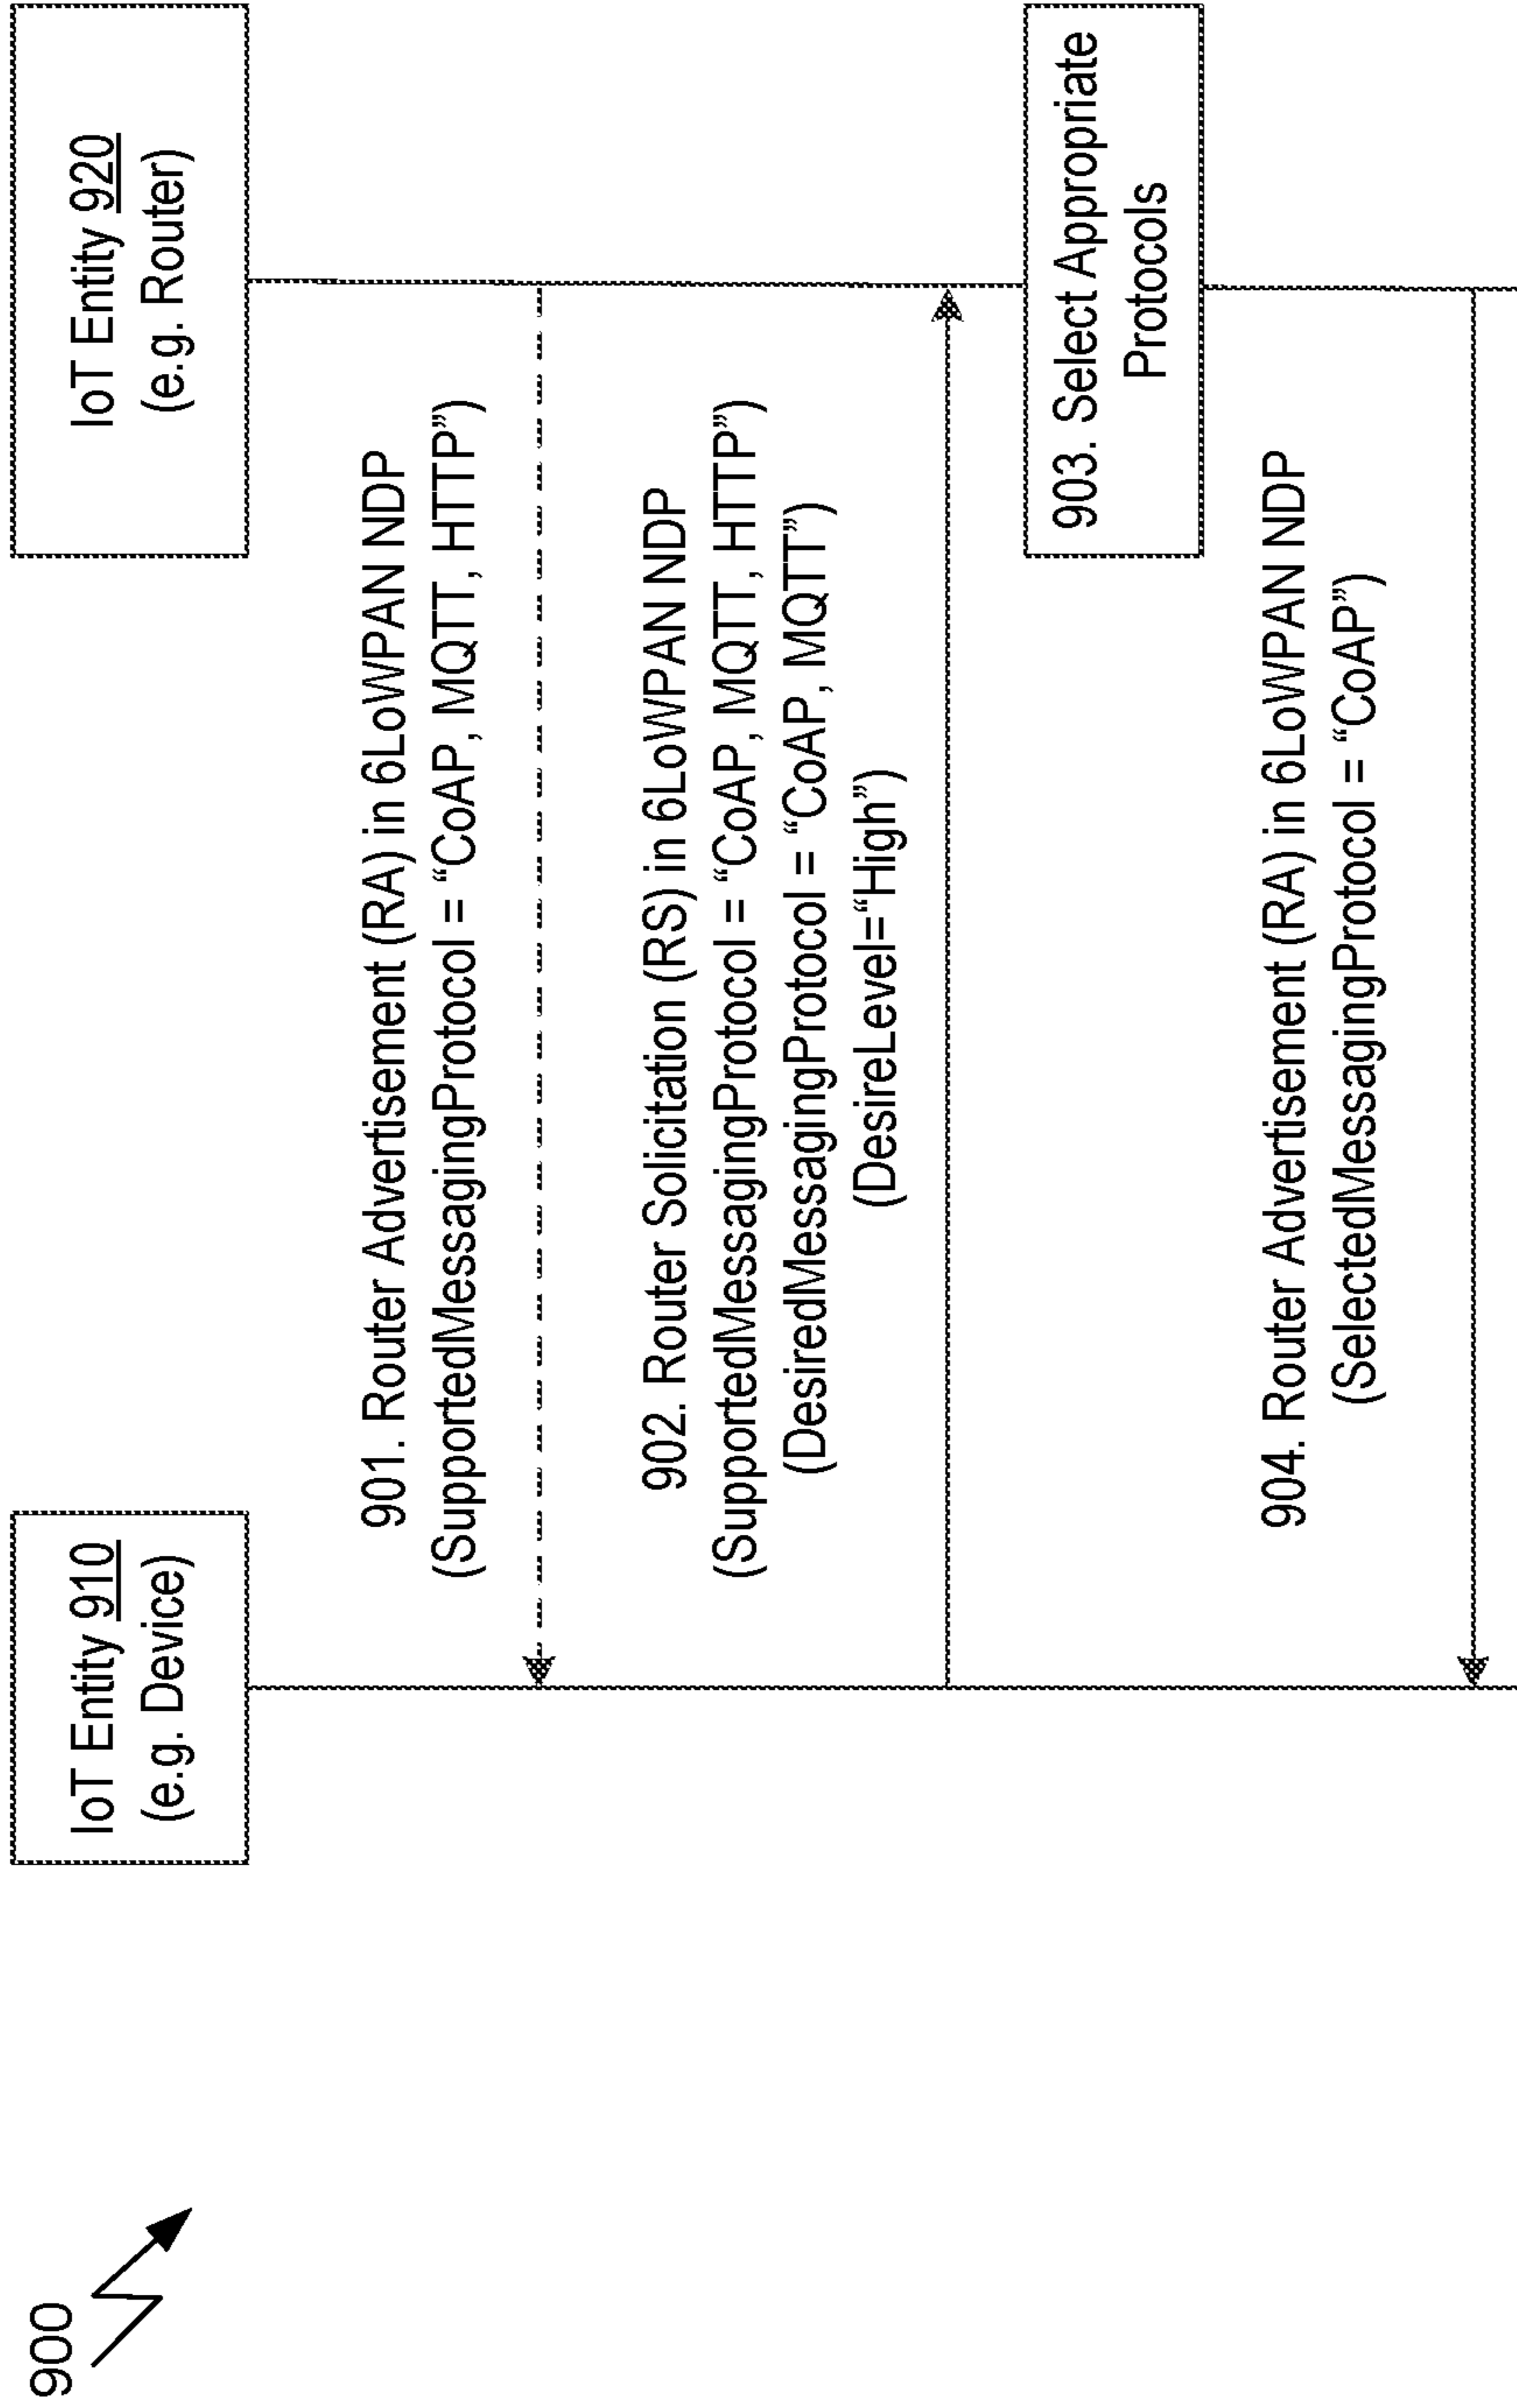 900
IoT Entity 910
(e.g. Device)
IoT Entity 920
(e.g. Router)
901. Router Advertisement (RA) in 6LoWPAN NDP
(SupportedMessagingProtocol = “CoAP, MQTT, HTTP”)
902. Router Solicitation (RS) in 6LoWPAN NDP
(SupportedMessagingProtocol = “CoAP, MQTT, HTTP”)
(DesiredMessagingProtocol = “CoAP, MQTT”)
(DesireLevel=“High”)
903. Select Appropriate
Protocols
904. Router Advertisement (RA) in 6LoWPAN NDP
(SelectedMessagingProtocol = “CoAP”)